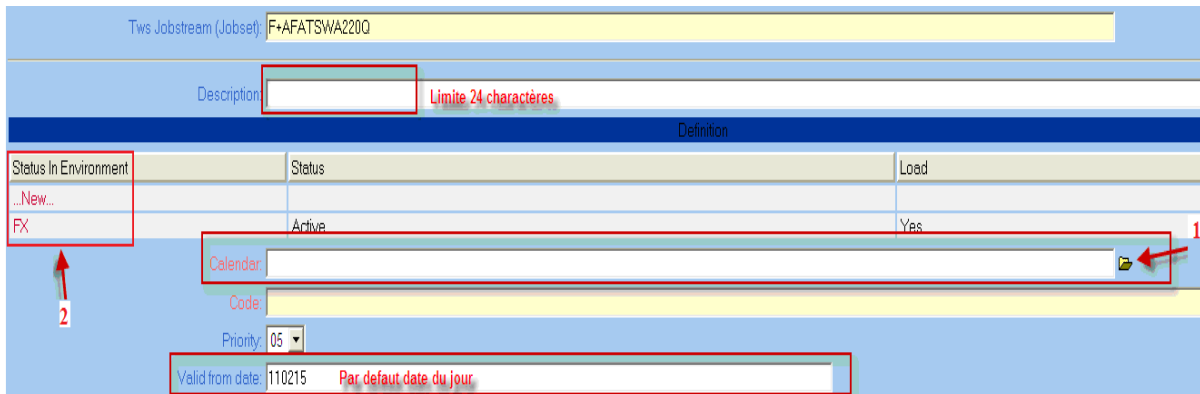 Tws Jobstream (Jobset): F+AFATSWA220Q
Description: Limite 24 charactères
Definition
Status In Environment Status Load
...New...
FX Active Yes
1
Calendar:
Code:
2
Priority: 05
Valid from date: 110215 Par defaut date du jour